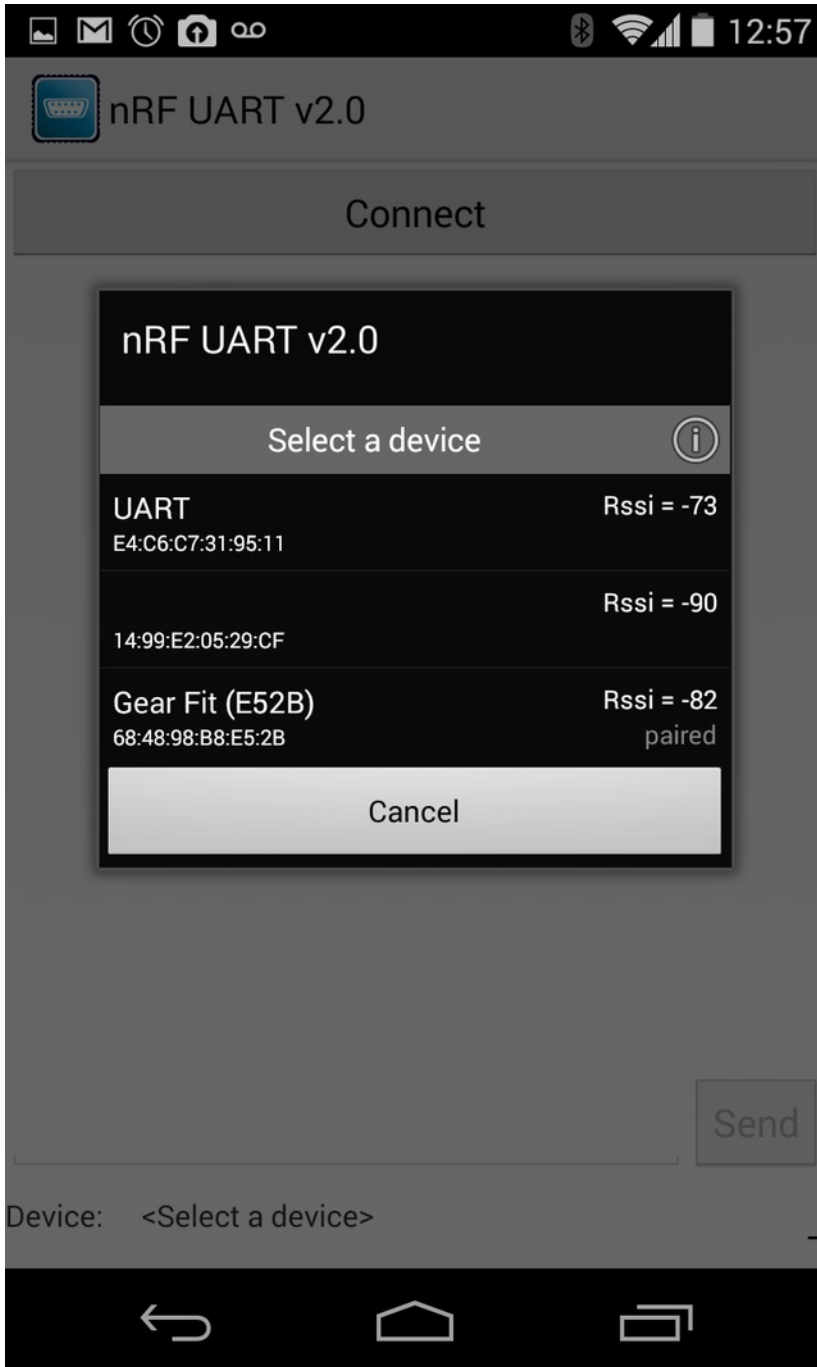 12:57
nRF UART v2.0
Connect
nRF UART v2.0
Select a device
UART Rssi = -73
E4:C6:C7:31:95:11
Rssi = -90
14:99:E2:05:29:CF
Gear Fit (E52B) Rssi = -82
68:48:98:B8:E5:2B paired
Cancel
Send
Device: <Select a device>